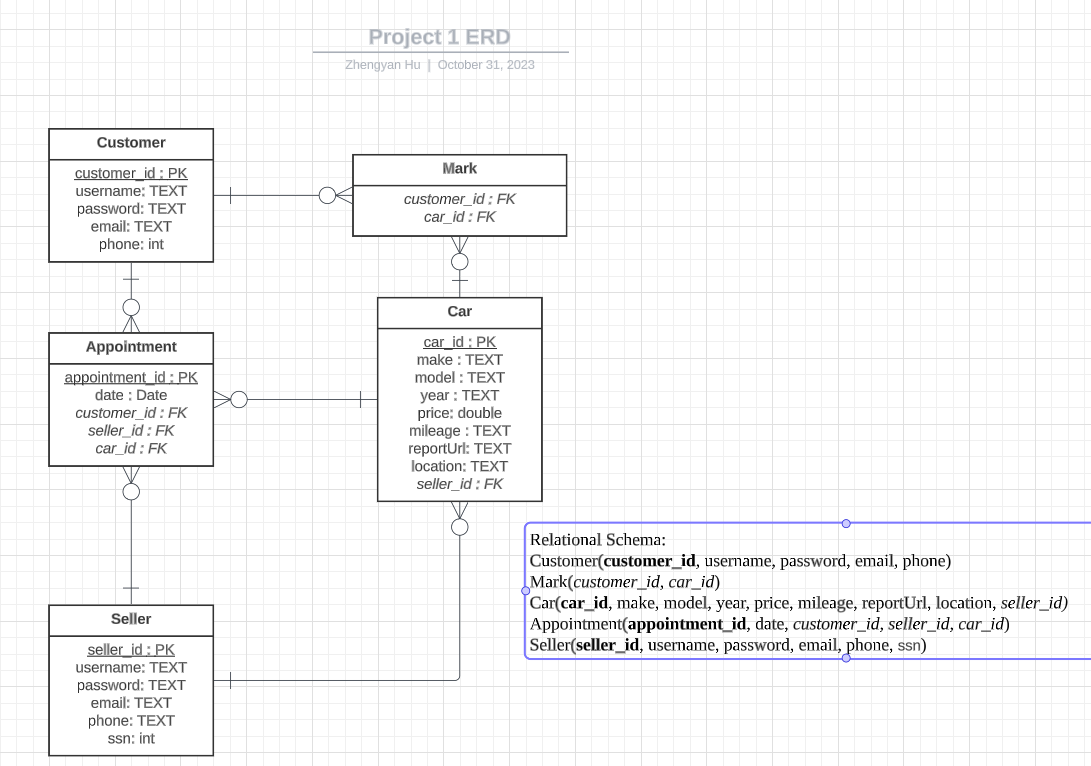 Project 1 ERD
Zhengyan Hu | October 31, 2023
Customer
customer_id : PK
username: TEXT
password: TEXT
email: TEXT
phone: int
Mark
customer_id : FK
car_id : FK
Car
car_id : PK
make : TEXT
model : TEXT
year : TEXT
price: double
mileage : TEXT
reportUrl: TEXT
location: TEXT
seller_id : FK
Appointment
appointment_id : PK
date : Date
customer_id : FK
seller_id : FK
car_id : FK
Seller
seller_id : PK
username: TEXT
password: TEXT
email: TEXT
phone: TEXT
ssn: int
Relational Schema:
Customer(customer_id, username, password, email, phone)
Mark(customer_id, car_id)
Car(car_id, make, model, year, price, mileage, reportUrl, location, seller_id)
Appointment(appointment_id, date, customer_id, seller_id, car_id)
Seller(seller_id, username, password, email, phone, ssn)